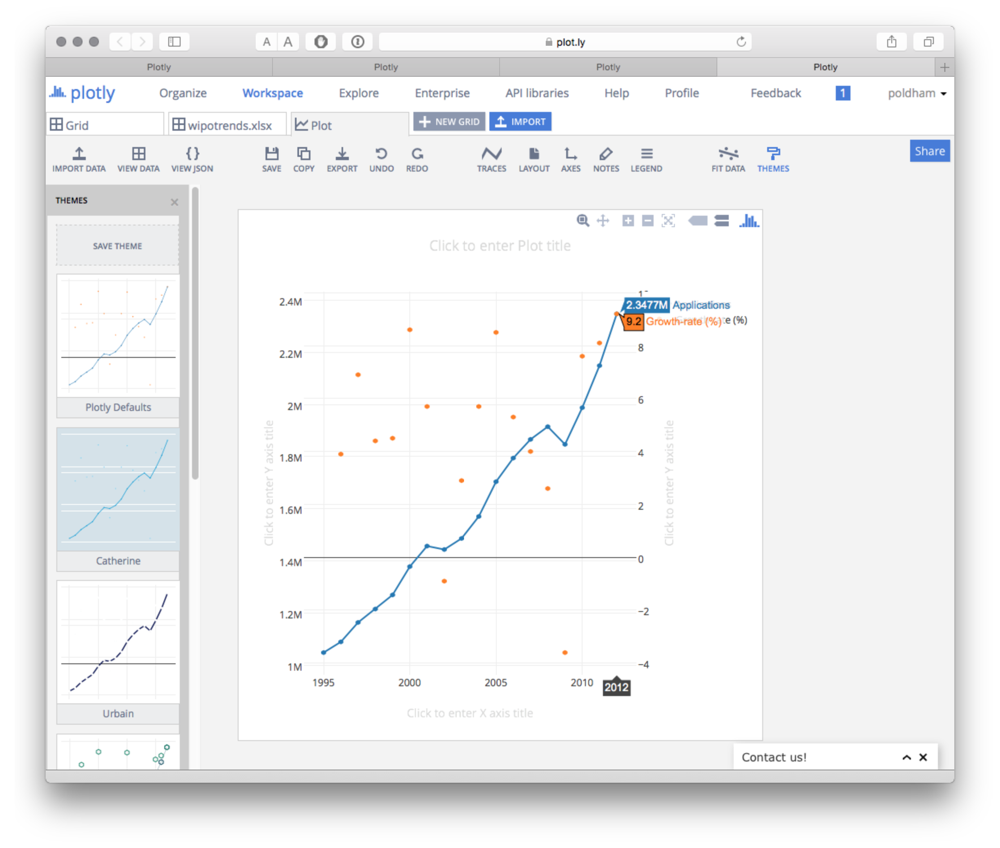 A A plot.ly
Plotly Plotly Plotly Plotly
plotly Organize Workspace Explore Enterprise API libraries Help Profile Feedback 1 poldham
Grid wipotrends.xlsx Plot NEW GRID IMPORT
IMPORT DATA VIEW DATA VIEW JSON SAVE COPY EXPORT UNDO REDO TRACES LAYOUT AXES NOTES LEGEND FIT DATA THEMES Share
THEMES
SAVE THEME
Plotly Defaults
Catherine
Urbain
Click to enter Plot title
2.4M
2.2M
2M
1.8M
1.6M
1.4M
1.2M
1M
Click to enter Y axis title
2.3477M Applications
9.2 Growth-rate (%)
8
6
4
2
0
−2
−4
Click to enter Y axis title
1995 2000 2005 2010 2012
Click to enter X axis title
Contact us!